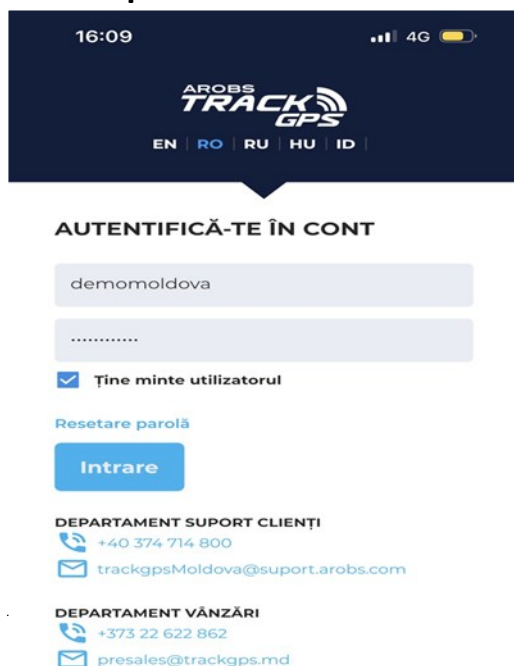 16:09 4G
AROBS
TRACK
GPS
EN | RO | RU | HU | ID |
AUTENTIFICĂ-TE ÎN CONT
demomoldova
............
Ține minte utilizatorul
Resetare parolă
Intrare
DEPARTAMENT SUPORT CLIENȚI
+40 374 714 800
trackgpsMoldova@suport.arobs.com
DEPARTAMENT VÂNZĂRI
+373 22 622 862
presales@trackgps.md